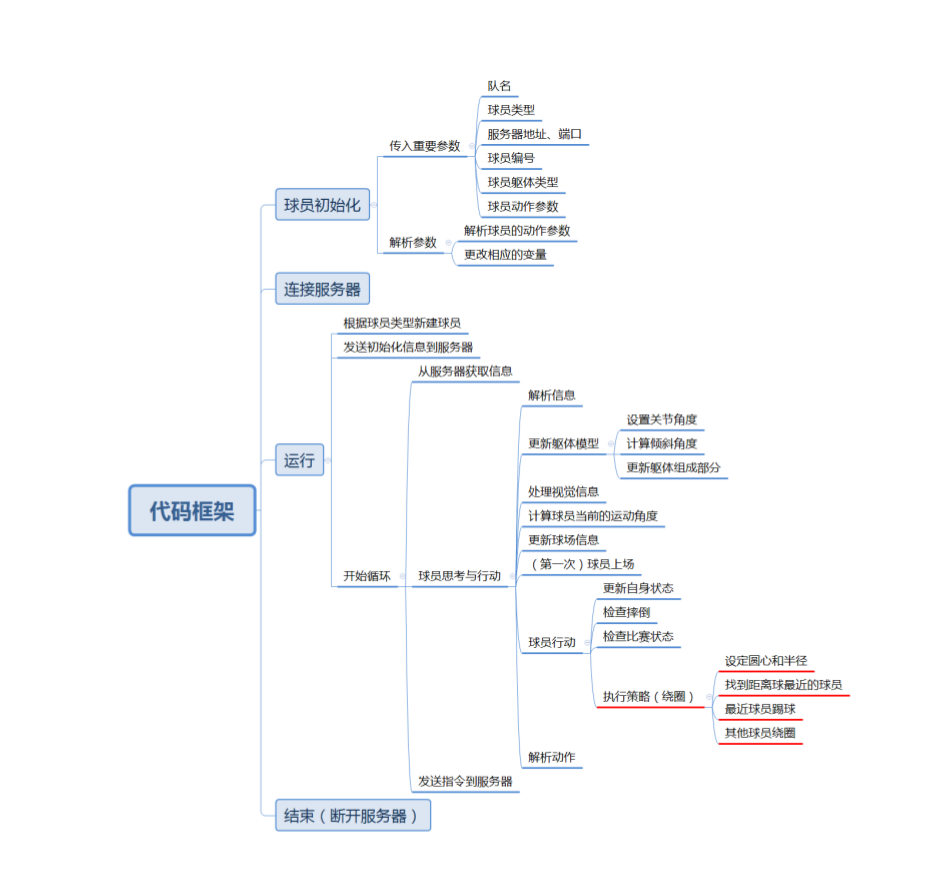 代码框架
球员初始化
传入重要参数
队名
球员类型
服务器地址、端口
球员编号
球员躯体类型
球员动作参数
解析参数
解析球员的动作参数
更改相应的变量
连接服务器
运行
根据球员类型新建球员
发送初始化信息到服务器
开始循环
从服务器获取信息
球员思考与行动
解析信息
更新躯体模型
设置关节角度
计算倾斜角度
更新躯体组成部分
处理视觉信息
计算球员当前的运动角度
更新球场信息
（第一次）球员上场
球员行动
更新自身状态
检查摔倒
检查比赛状态
执行策略（绕圈）
设定圆心和半径
找到距离球最近的球员
最近球员踢球
其他球员绕圈
解析动作
发送指令到服务器
结束（断开服务器）